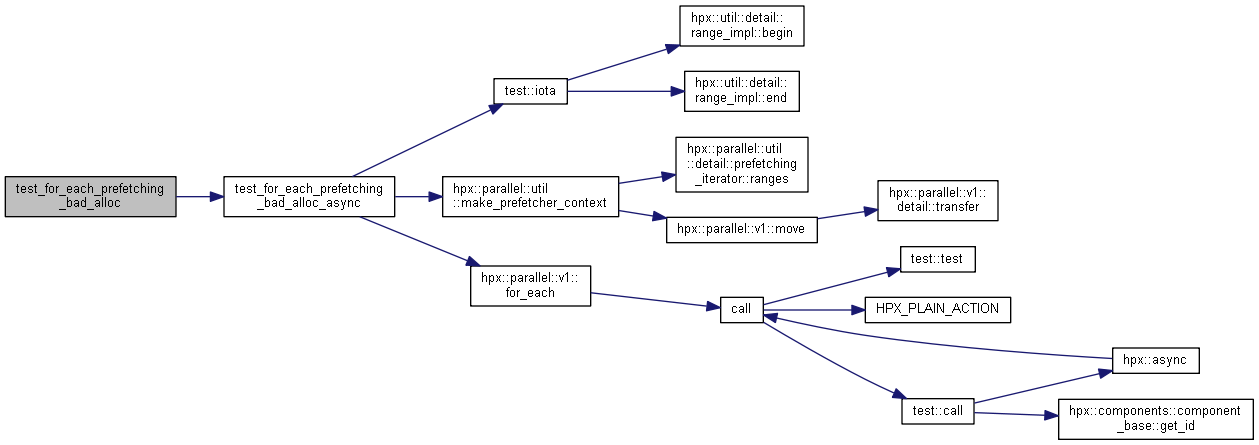 test_for_each_prefetching
_bad_alloc
test_for_each_prefetching
_bad_alloc_async
test::iota
hpx::util::detail::
range_impl::begin
hpx::util::detail::
range_impl::end
hpx::parallel::util
::make_prefetcher_context
hpx::parallel::util
::detail::prefetching
_iterator::ranges
hpx::parallel::v1::move
hpx::parallel::v1::
detail::transfer
hpx::parallel::v1::
for_each
call
test::test
HPX_PLAIN_ACTION
test::call
hpx::async
hpx::components::component
_base::get_id